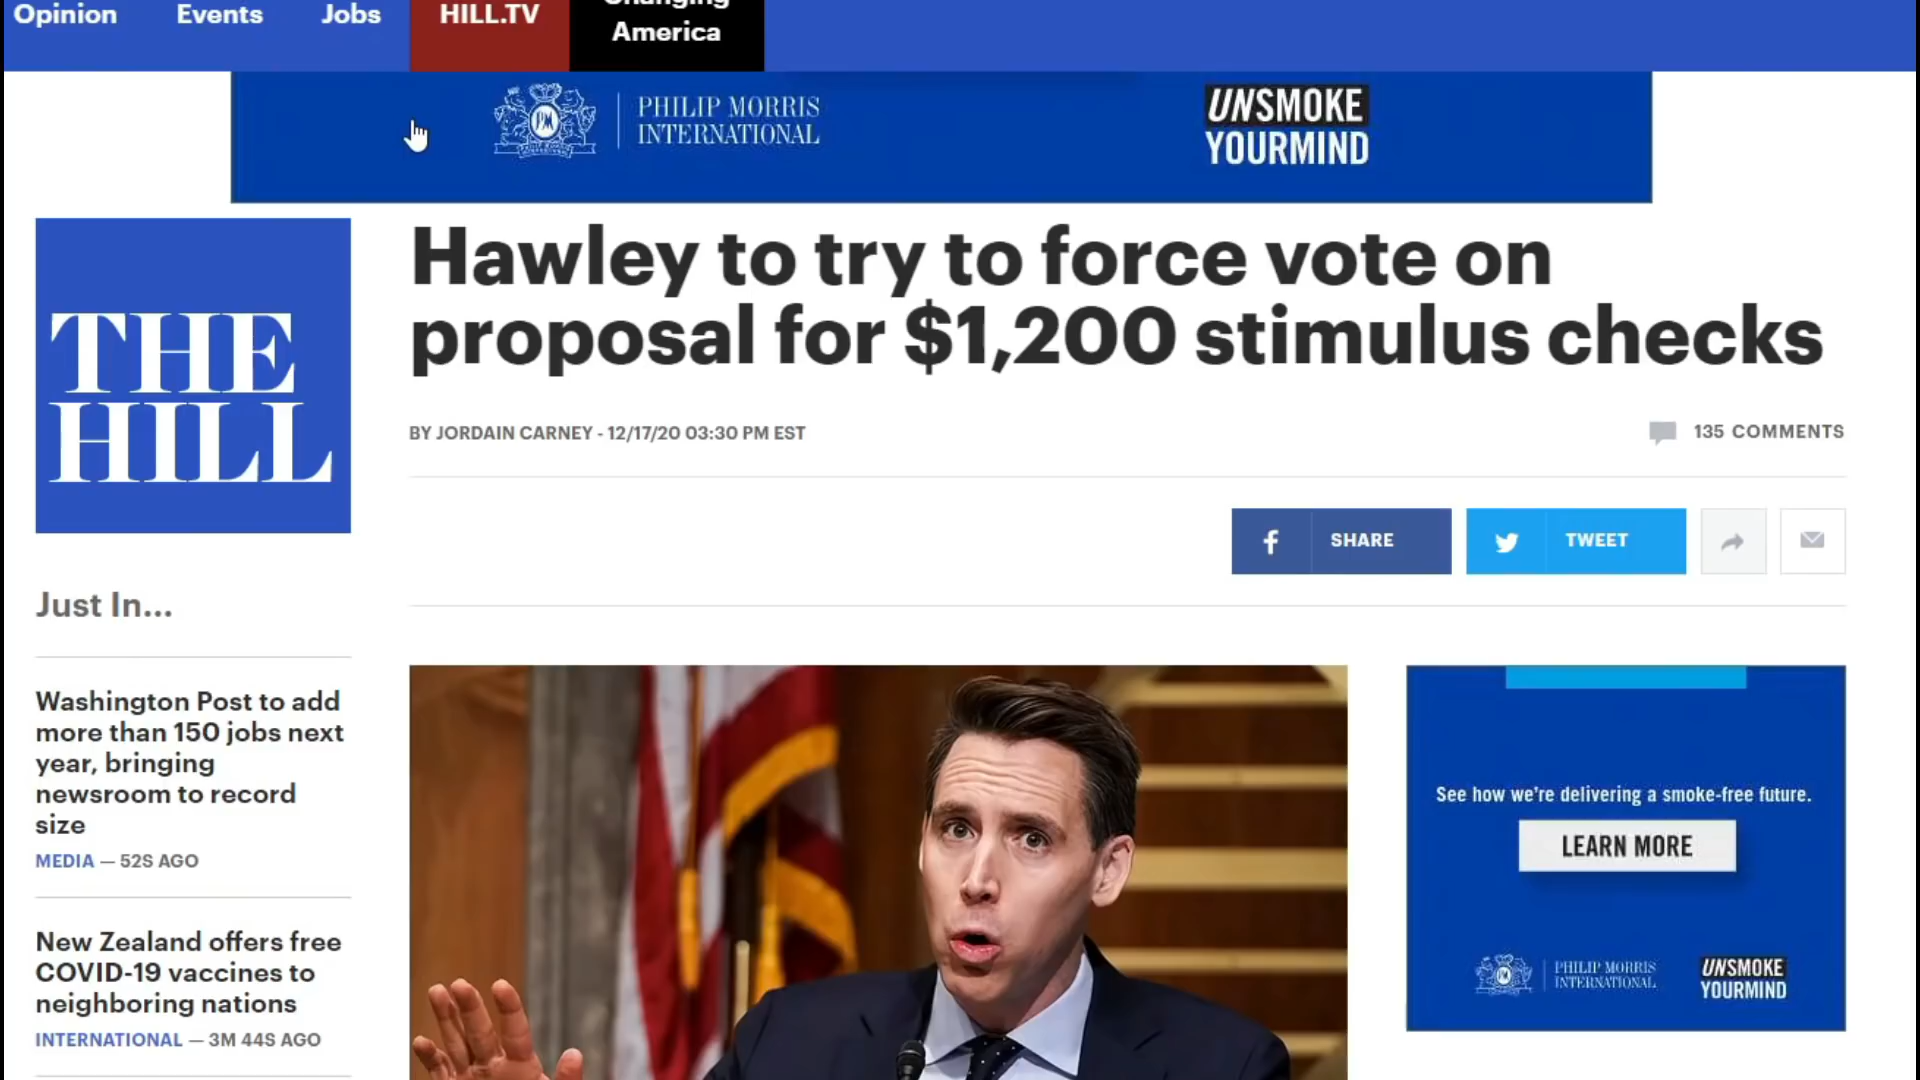 Opinion
Events
Jobs
HILL.TV
Changing
America
PHILIP MORRIS
INTERNATIONAL
UNSMOKE
YOURMIND
THE
HILL
Hawley to try to force vote on
proposal for $1,200 stimulus checks
BY JORDAIN CARNEY - 12/17/20 03:30 PM EST
135 COMMENTS
SHARE
TWEET
Just In...
Washington Post to add
more than 150 jobs next
year, bringing
newsroom to record
size
MEDIA — 52S AGO
New Zealand offers free
COVID-19 vaccines to
neighboring nations
INTERNATIONAL — 3M 44S AGO
See how we're delivering a smoke-free future.
LEARN MORE
PHILIP MORRIS
INTERNATIONAL
UNSMOKE
YOURMIND